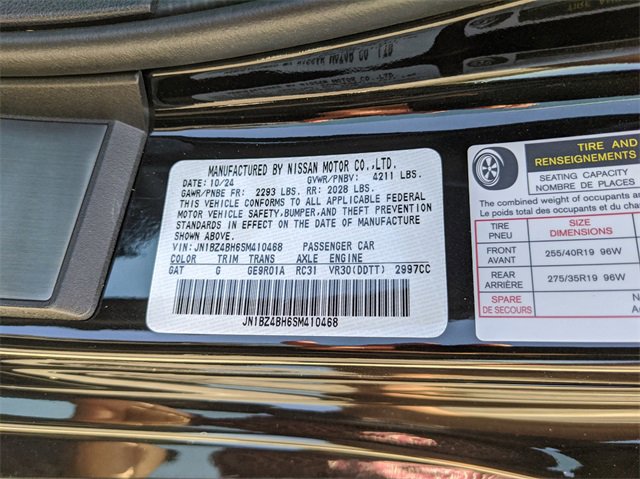 MANUFACTURED BY NISSAN MOTOR CO.,LTD.
DATE: 10/24 GVWR/PNBV: 4211 LBS.
GAWR/PNBE FR: 2293 LBS. RR: 2028 LBS.
THIS VEHICLE CONFORMS TO ALL APPLICABLE FEDERAL
MOTOR VEHICLE SAFETY,BUMPER,AND THEFT PREVENTION
STANDARDS IN EFFECT ON THE DATE OF MANUFACTURE
SHOWN ABOVE.
VIN: JN1BZ4BH6SM410468 PASSENGER CAR
COLOR TRIM TRANS AXLE ENGINE
GAT G GE9R01A RC31 VR30(DDTT) 2997CC
JN1BZ4BH6SM410468
TIRE AND
RENSEIGNEMENTS
SEATING CAPACITY
NOMBRE DE PLACES
The combined weight of occupants a
Le poids total des occupants et du c
TIRE
PNEU
SIZE
DIMENSIONS
FRONT
AVANT
255/40R19 96W
REAR
ARRIÈRE
275/35R19 96W
SPARE
DE SECOURS